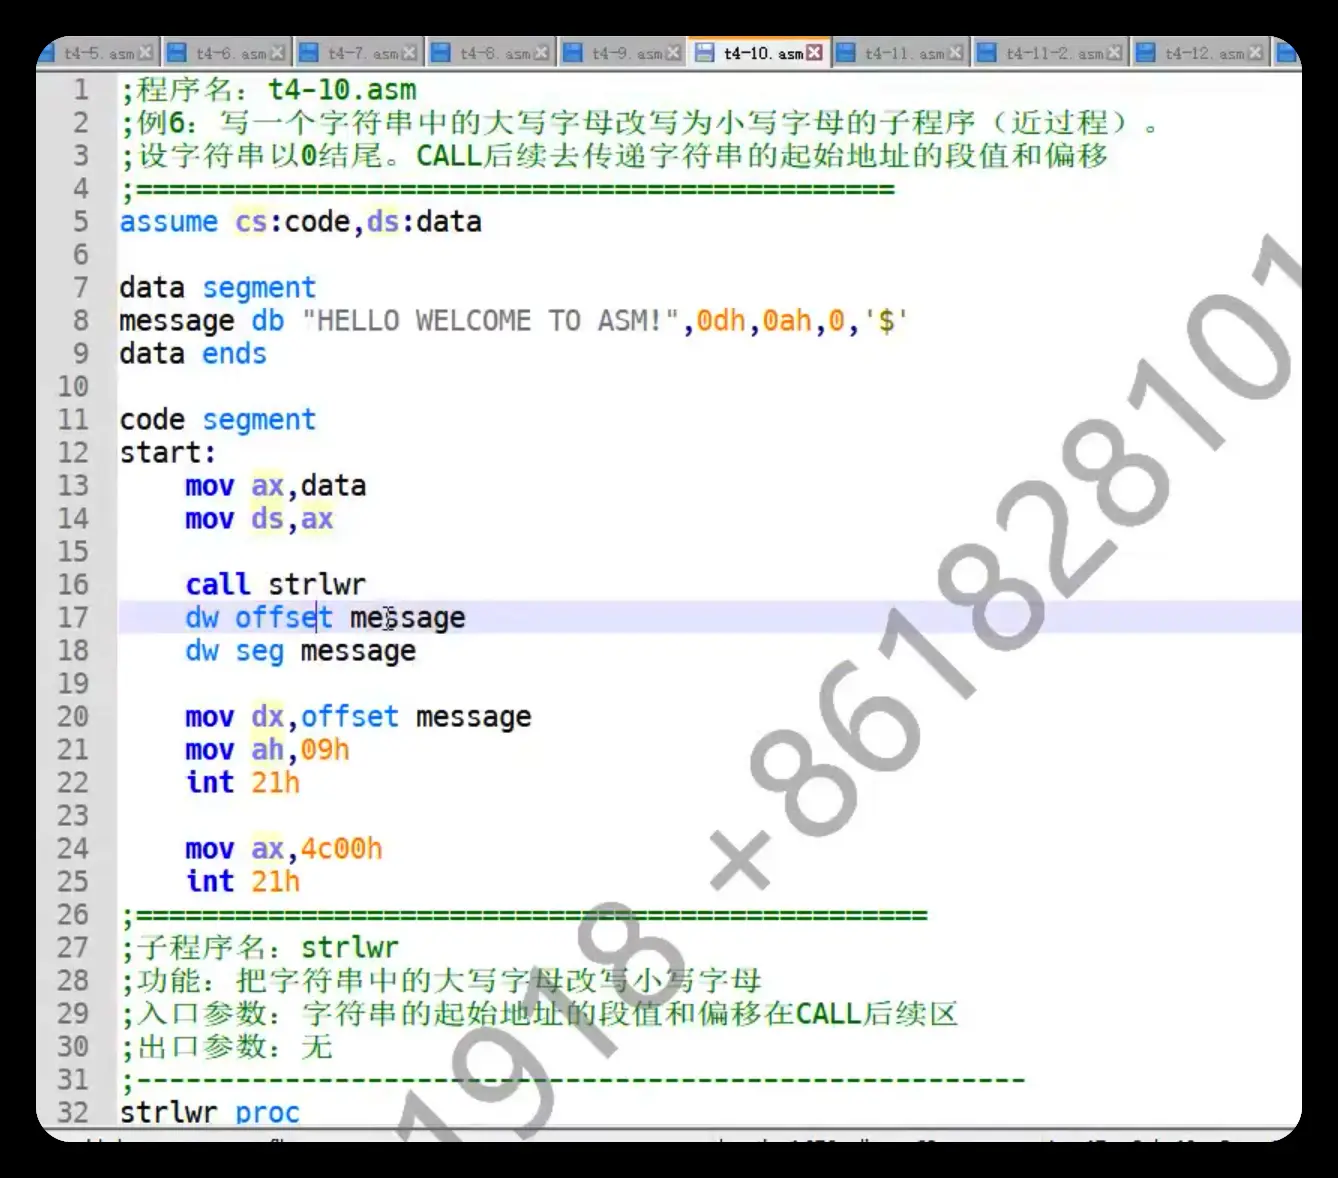 t4-5. asm t4-6. asm t4-7. asm t4-8. asm t4-9. asm t4-10. asm t4-11. asm t4-11-2. asm t4-12. asm
1 ;程序名：t4-10.asm
2 ;例6：写一个字符串中的大写字母改写为小写字母的子程序（近过程）。
3 ;设字符串以0结尾。CALL后续去传递字符串的起始地址的段值和偏移
4 ;==============================================
5 assume cs:code,ds:data
6
7 data segment
8 message db "HELLO WELCOME TO ASM!",0dh,0ah,0,'$'
9 data ends
10
11 code segment
12 start:
13 mov ax,data
14 mov ds,ax
15
16 call strlwr
17 dw offset message
18 dw seg message
19
20 mov dx,offset message
21 mov ah,09h
22 int 21h
23
24 mov ax,4c00h
25 int 21h
26 ;================================================
27 ;子程序名：strlwr
28 ;功能：把字符串中的大写字母改写小写字母
29 ;入口参数：字符串的起始地址的段值和偏移在CALL后续区
30 ;出口参数：无
31 ;------------------------------------------------------
32 strlwr proc
1918 +8618282810